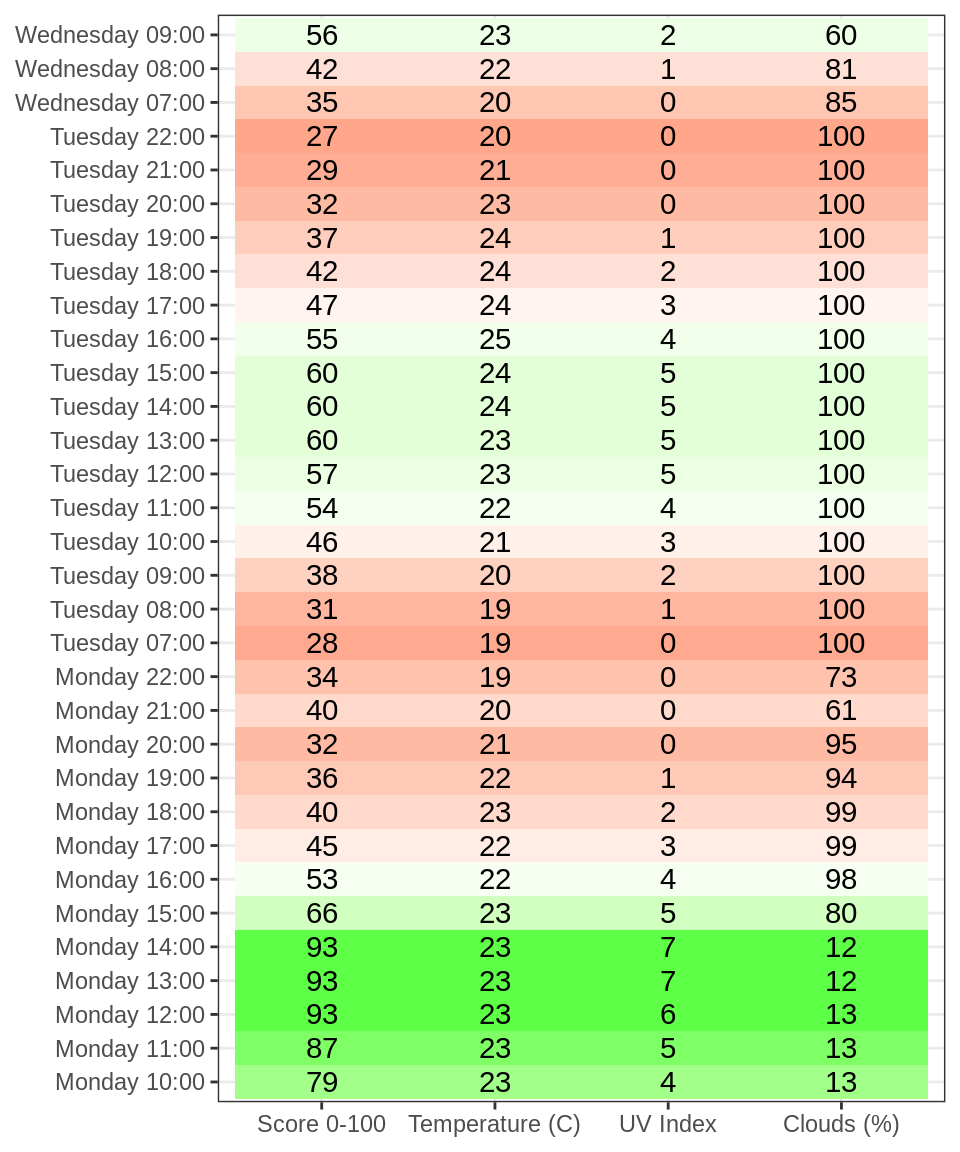 Wednesday 09:00 56 23 2 60
Wednesday 08:00 42 22 1 81
Wednesday 07:00 35 20 0 85
Tuesday 22:00 27 20 0 100
Tuesday 21:00 29 21 0 100
Tuesday 20:00 32 23 0 100
Tuesday 19:00 37 24 1 100
Tuesday 18:00 42 24 2 100
Tuesday 17:00 47 24 3 100
Tuesday 16:00 55 25 4 100
Tuesday 15:00 60 24 5 100
Tuesday 14:00 60 24 5 100
Tuesday 13:00 60 23 5 100
Tuesday 12:00 57 23 5 100
Tuesday 11:00 54 22 4 100
Tuesday 10:00 46 21 3 100
Tuesday 09:00 38 20 2 100
Tuesday 08:00 31 19 1 100
Tuesday 07:00 28 19 0 100
Monday 22:00 34 19 0 73
Monday 21:00 40 20 0 61
Monday 20:00 32 21 0 95
Monday 19:00 36 22 1 94
Monday 18:00 40 23 2 99
Monday 17:00 45 22 3 99
Monday 16:00 53 22 4 98
Monday 15:00 66 23 5 80
Monday 14:00 93 23 7 12
Monday 13:00 93 23 7 12
Monday 12:00 93 23 6 13
Monday 11:00 87 23 5 13
Monday 10:00 79 23 4 13
Score 0-100 Temperature (C) UV Index Clouds (%)